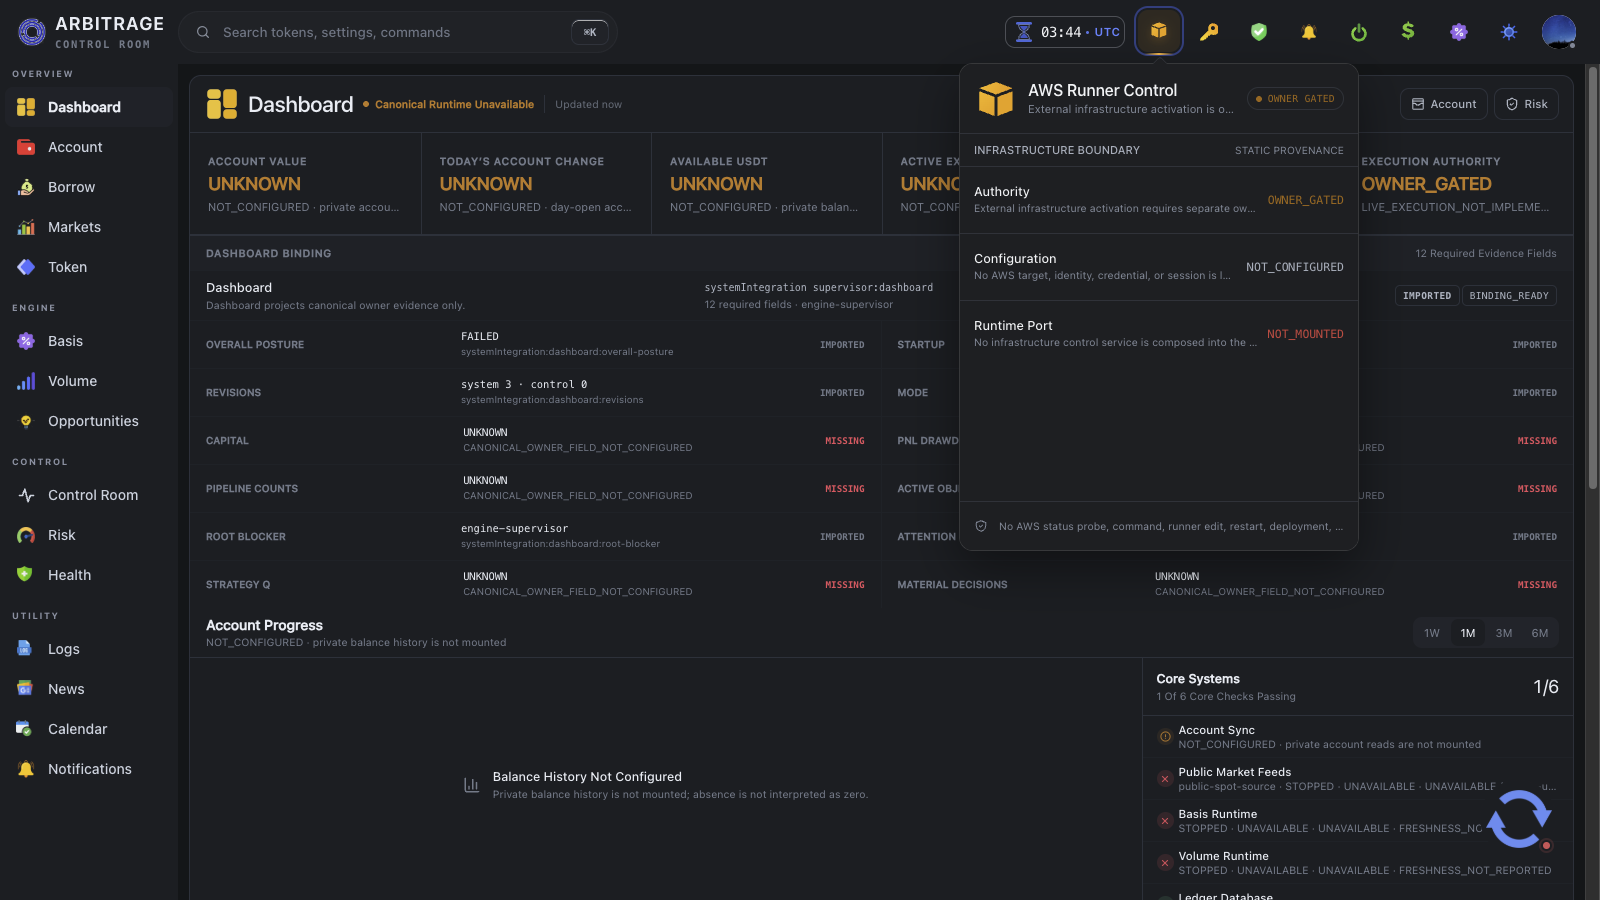 ARBITRAGE
CONTROL ROOM
Search tokens, settings, commands
⌘K
03:44 • UTC
OVERVIEW
Dashboard
Account
Borrow
Markets
Token
ENGINE
Basis
Volume
Opportunities
CONTROL
Control Room
Risk
Health
UTILITY
Logs
News
Calendar
Notifications
Dashboard
Canonical Runtime Unavailable
Updated now
Account
Risk
ACCOUNT VALUE
UNKNOWN
NOT_CONFIGURED · private accou...
TODAY'S ACCOUNT CHANGE
UNKNOWN
NOT_CONFIGURED · day-open acc...
AVAILABLE USDT
UNKNOWN
NOT_CONFIGURED · private balan...
ACTIVE EX
UNKNO
NOT_CONF
EXECUTION AUTHORITY
OWNER_GATED
LIVE_EXECUTION_NOT_IMPLEME...
AWS Runner Control
External infrastructure activation is o...
OWNER GATED
INFRASTRUCTURE BOUNDARY
STATIC PROVENANCE
Authority
External infrastructure activation requires separate ow...
OWNER_GATED
Configuration
No AWS target, identity, credential, or session is l...
NOT_CONFIGURED
Runtime Port
No infrastructure control service is composed into the ...
NOT_MOUNTED
No AWS status probe, command, runner edit, restart, deployment, ...
DASHBOARD BINDING
12 Required Evidence Fields
Dashboard
Dashboard projects canonical owner evidence only.
systemIntegration supervisor:dashboard
12 required fields · engine-supervisor
IMPORTED
BINDING_READY
OVERALL POSTURE
FAILED
systemIntegration:dashboard:overall-posture
IMPORTED
STARTUP
IMPORTED
REVISIONS
system 3 · control 0
systemIntegration:dashboard:revisions
IMPORTED
MODE
IMPORTED
CAPITAL
UNKNOWN
CANONICAL_OWNER_FIELD_NOT_CONFIGURED
MISSING
PNL DRAWD
URED
MISSING
PIPELINE COUNTS
UNKNOWN
CANONICAL_OWNER_FIELD_NOT_CONFIGURED
MISSING
ACTIVE OBJ
URED
MISSING
ROOT BLOCKER
engine-supervisor
systemIntegration:dashboard:root-blocker
IMPORTED
ATTENTION
IMPORTED
STRATEGY Q
UNKNOWN
CANONICAL_OWNER_FIELD_NOT_CONFIGURED
MISSING
MATERIAL DECISIONS
UNKNOWN
CANONICAL_OWNER_FIELD_NOT_CONFIGURED
MISSING
Account Progress
NOT_CONFIGURED · private balance history is not mounted
1W
1M
3M
6M
Balance History Not Configured
Private balance history is not mounted; absence is not interpreted as zero.
Core Systems
1 Of 6 Core Checks Passing
1/6
Account Sync
NOT_CONFIGURED · private account reads are not mounted
Public Market Feeds
public-spot-source · STOPPED · UNAVAILABLE · UNAVAILABLE
Basis Runtime
STOPPED · UNAVAILABLE · UNAVAILABLE · FRESHNESS_NO
Volume Runtime
STOPPED · UNAVAILABLE · UNAVAILABLE · FRESHNESS_NOT_REPORTED
Ledger Database